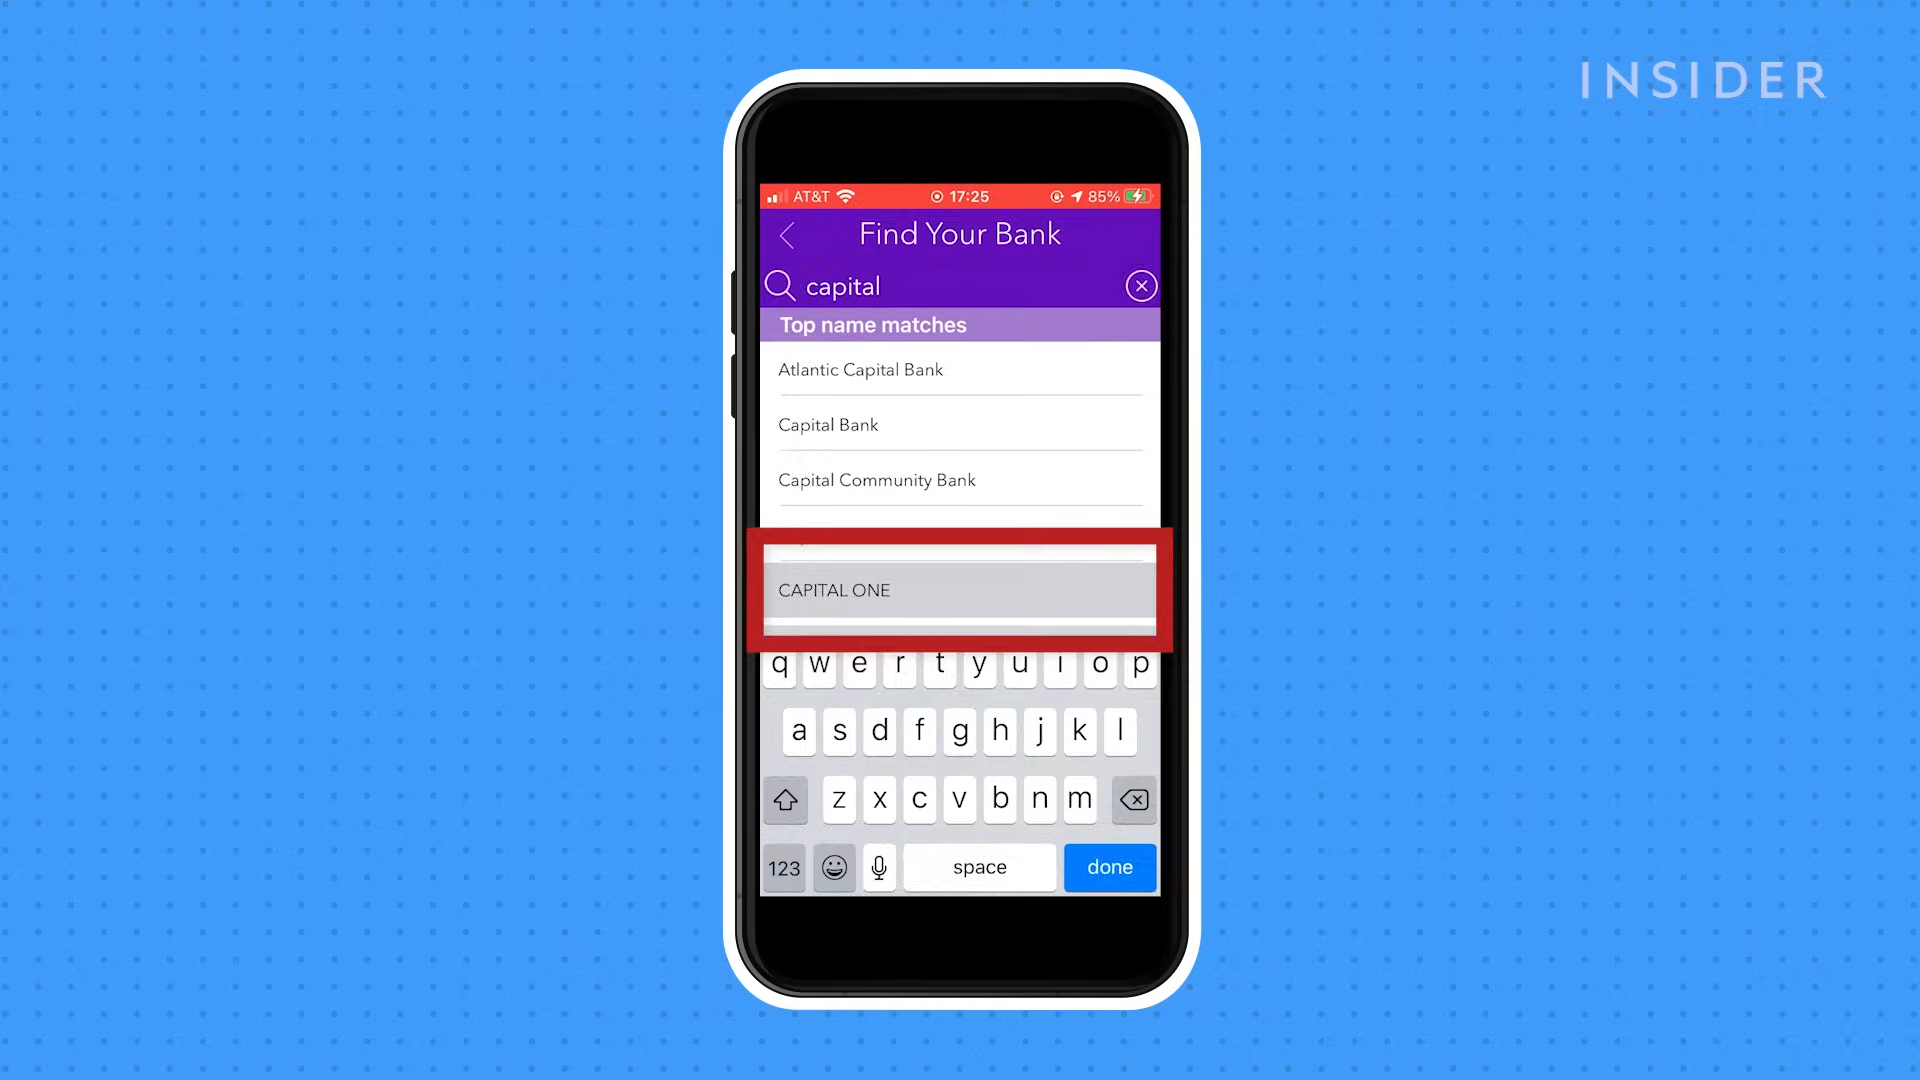 INSIDER
AT&T 17:25 85%
Find Your Bank
capital
Top name matches
Atlantic Capital Bank
Capital Bank
Capital Community Bank
CAPITAL ONE
q w e r t y u i o p
a s d f g h j k l
z x c v b n m
123 space done